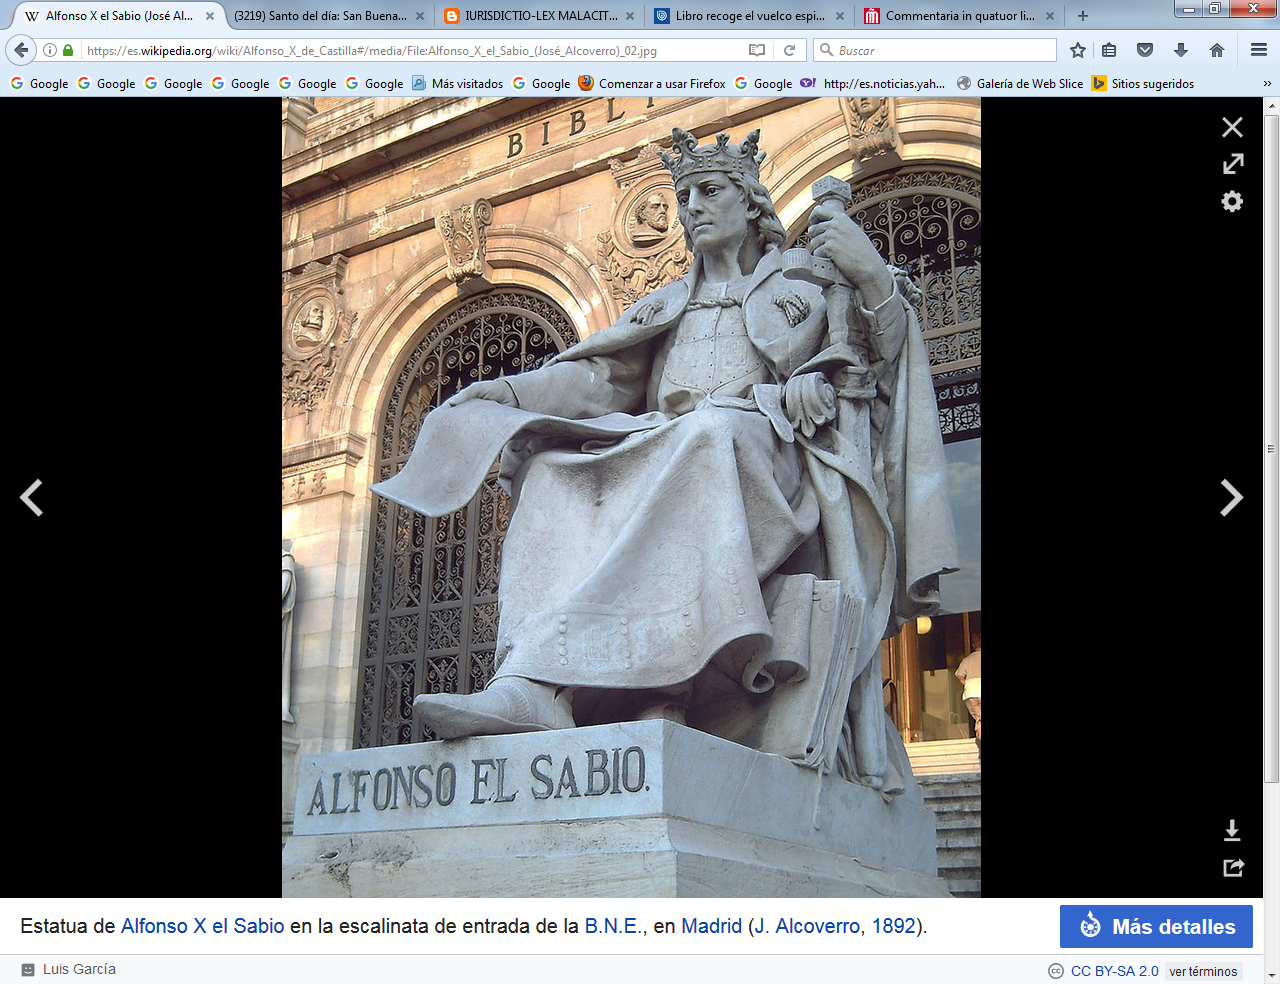 Alfonso X el Sabio (José Al...
(3219) Santo del día: San Buena...
IURISDICTIO-LEX MALACIT...
Libro recoge el vuelco espi...
Commentaria in quatuor li...
https://es.wikipedia.org/wiki/Alfonso_X_de_Castilla#/media/File:Alfonso_X_el_Sabio_(José_Alcoverro)_02.jpg
Buscar
Google
Google
Google
Google
Google
Google
Más visitados
Google
Comenzar a usar Firefox
Google
http://es.noticias.yah...
Galería de Web Slice
Sitios sugeridos
BIBLI
ALFONSO EL SABIO.
Estatua de Alfonso X el Sabio en la escalinata de entrada de la B.N.E., en Madrid (J. Alcoverro, 1892).
Más detalles
Luis García
CC BY-SA 2.0
ver términos